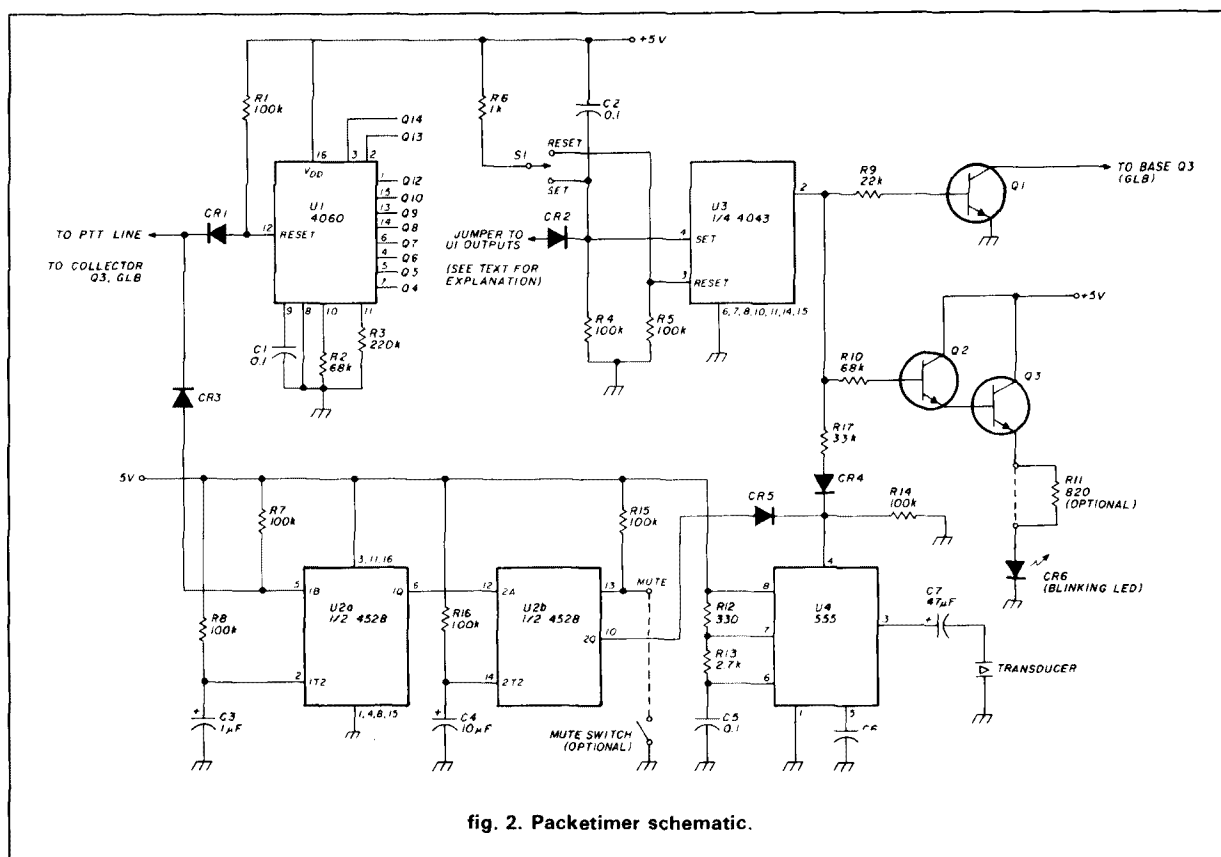 +5V
R1
100k
R6
1k
C2
0.1
Q14
Q13
16
3
2
VDD
S1
RESET
SET
U1
4060
1
Q12
15
Q10
13
Q9
14
Q8
6
Q7
4
Q6
5
Q5
7
Q4
CR1
12
RESET
TO PTT LINE
TO COLLECTOR
Q3, GLB
9
8
10
11
C1
0.1
R2
68k
R3
220k
CR2
JUMPER TO
U1 OUTPUTS
(SEE TEXT FOR
EXPLANATION)
R4
100k
R5
100k
U3
1/4 4043
2
4
SET
3
RESET
6,7,8,10,11,14,15
R9
22k
Q1
TO BASE Q3
(GLB)
+5V
R10
68k
Q2
Q3
R17
33k
CR4
R14
100k
R11
820
(OPTIONAL)
CR6
(BLINKING LED)
CR3
5V
R7
100k
R8
100k
3,11,16
5
1B
1Q
6
U2a
1/2 4528
2
1T2
1,4,8,15
C3
1µF
+
R16
100k
12
2A
13
U2b
1/2 4528
2Q
10
14
2T2
C4
10µF
+
R15
100k
MUTE
MUTE SWITCH
(OPTIONAL)
CR5
4
8
R12
330
7
R13
2.7k
6
C5
0.1
U4
555
3
1
5
C6
C7
47µF
+
TRANSDUCER
fig. 2. Packetimer schematic.